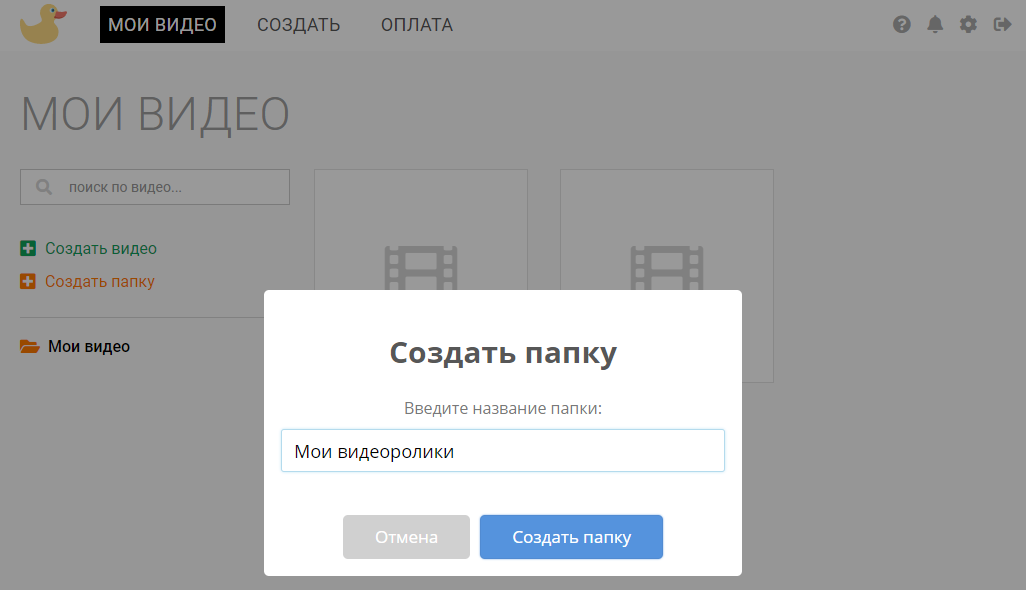 МОИ ВИДЕО СОЗДАТЬ ОПЛАТА
МОИ ВИДЕО
поиск по видео...
Создать видео
Создать папку
Мои видео
Создать папку
Введите название папки:
Мои видеоролики
Отмена Создать папку